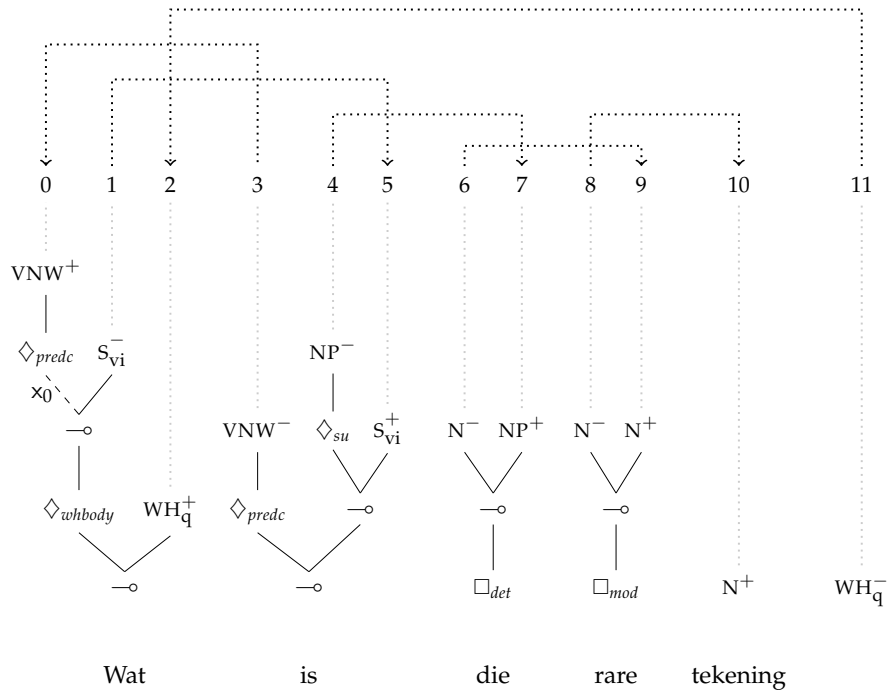 0 1 2 3 4 5 6 7 8 9 10 11
VNW⁺
◇predc S⁻vi NP⁻
x₀
⊸ VNW⁻ ◇su S⁺vi N⁻ NP⁺ N⁻ N⁺
◇whbody WH⁺q ◇predc ⊸ ⊸ ⊸
⊸ ⊸ □det □mod N⁺ WH⁻q
Wat is die rare tekening